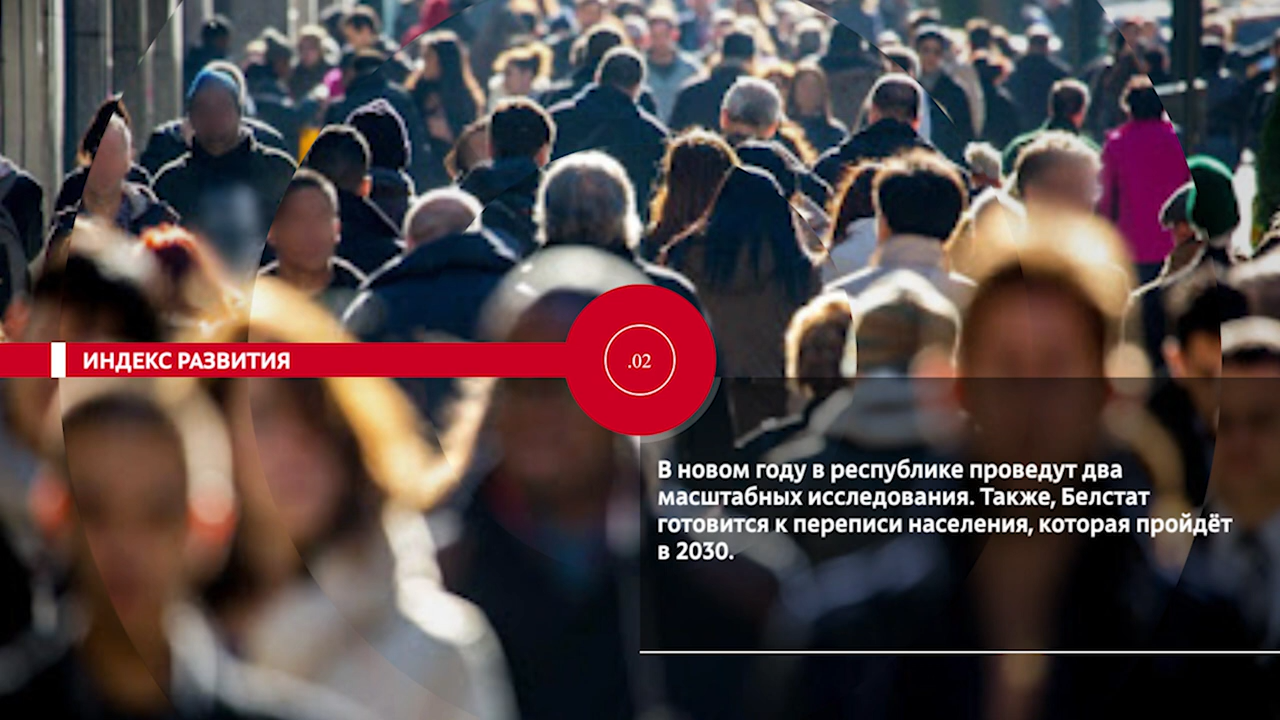 ИНДЕКС РАЗВИТИЯ
.02
В новом году в республике проведут два
масштабных исследования. Также, Белстат
готовится к переписи населения, которая пройдёт
в 2030.